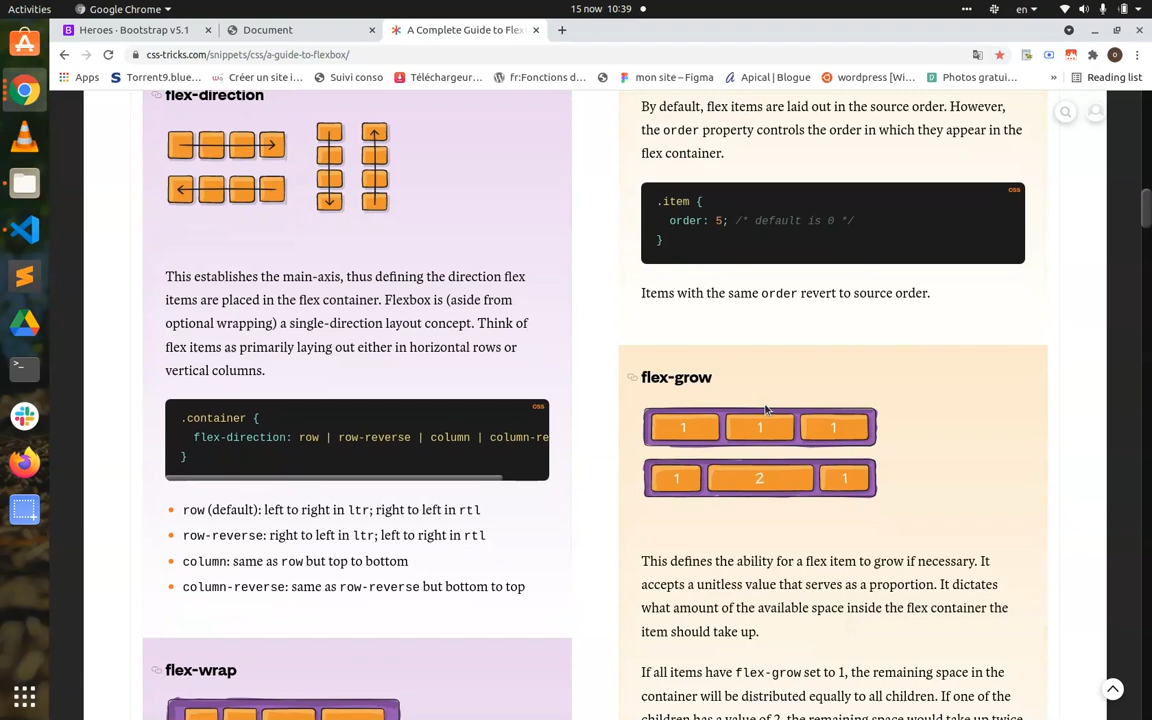 Activities
Google Chrome
15 nov 10:39
en
Heroes · Bootstrap v5.1
Document
A Complete Guide to Flex
css-tricks.com/snippets/css/a-guide-to-flexbox/
Apps
Torrent9.blue...
Créer un site i...
Suivi conso
Téléchargeur...
fr:Fonctions d...
mon site – Figma
Apical | Blogue
wordpress [Wi...
Photos gratui...
»
Reading list
flex-direction
This establishes the main-axis, thus defining the direction flex
items are placed in the flex container. Flexbox is (aside from
optional wrapping) a single-direction layout concept. Think of
flex items as primarily laying out either in horizontal rows or
vertical columns.
css
.container {
flex-direction: row | row-reverse | column | column-re
}
row (default): left to right in ltr; right to left in rtl
row-reverse: right to left in ltr; left to right in rtl
column: same as row but top to bottom
column-reverse: same as row-reverse but bottom to top
flex-wrap
By default, flex items are laid out in the source order. However,
the order property controls the order in which they appear in the
flex container.
css
.item {
order: 5; /* default is 0 */
}
Items with the same order revert to source order.
flex-grow
1 1 1
1 2 1
This defines the ability for a flex item to grow if necessary. It
accepts a unitless value that serves as a proportion. It dictates
what amount of the available space inside the flex container the
item should take up.
If all items have flex-grow set to 1, the remaining space in the
container will be distributed equally to all children. If one of the
children has a value of 2, the remaining space would take up twice